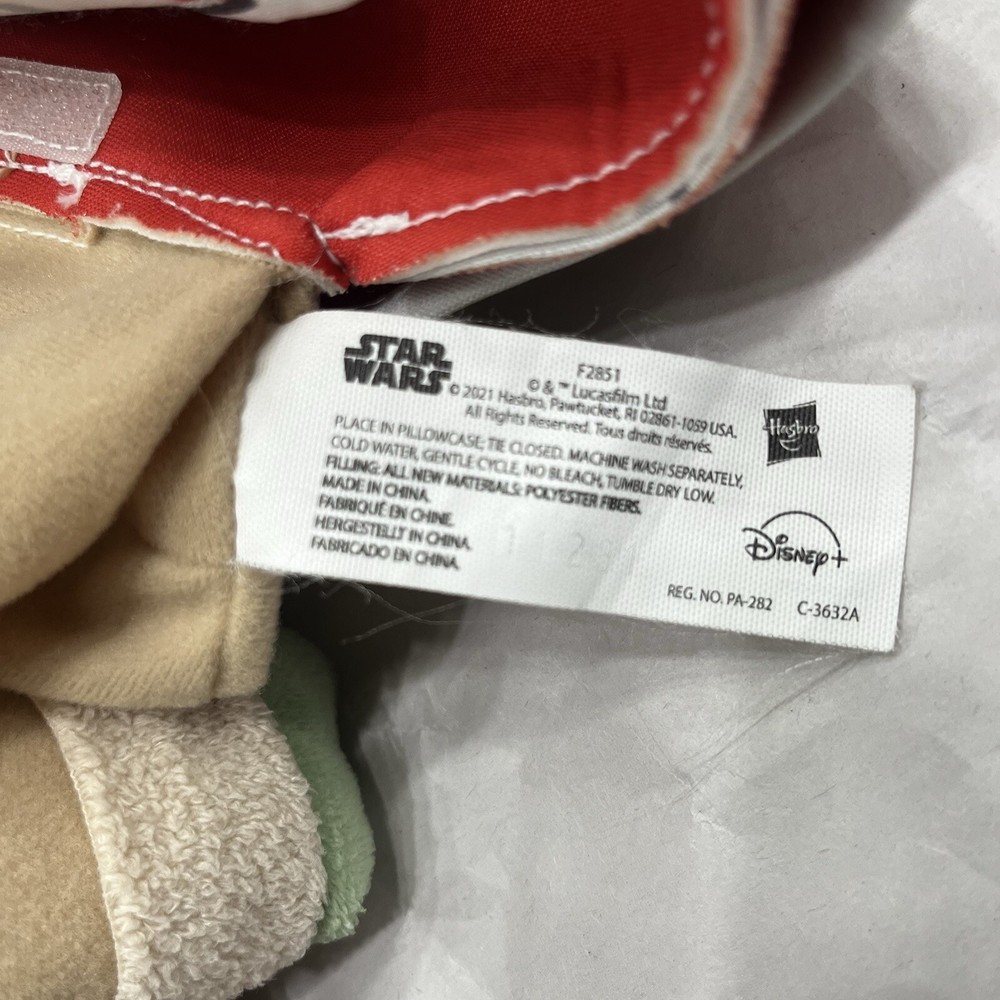 STAR WARS
F2851
© & ™ Lucasfilm Ltd
© 2021 Hasbro, Pawtucket, RI 02861-1059 USA.
All Rights Reserved. Tous droits réservés.
Hasbro
PLACE IN PILLOWCASE; TIE CLOSED. MACHINE WASH SEPARATELY,
COLD WATER, GENTLE CYCLE, NO BLEACH, TUMBLE DRY LOW.
FILLING: ALL NEW MATERIALS: POLYESTER FIBERS.
MADE IN CHINA.
FABRIQUÉ EN CHINE.
HERGESTELLT IN CHINA.
FABRICADO EN CHINA.
1 2
Disney+
REG. NO. PA-282 C-3632A